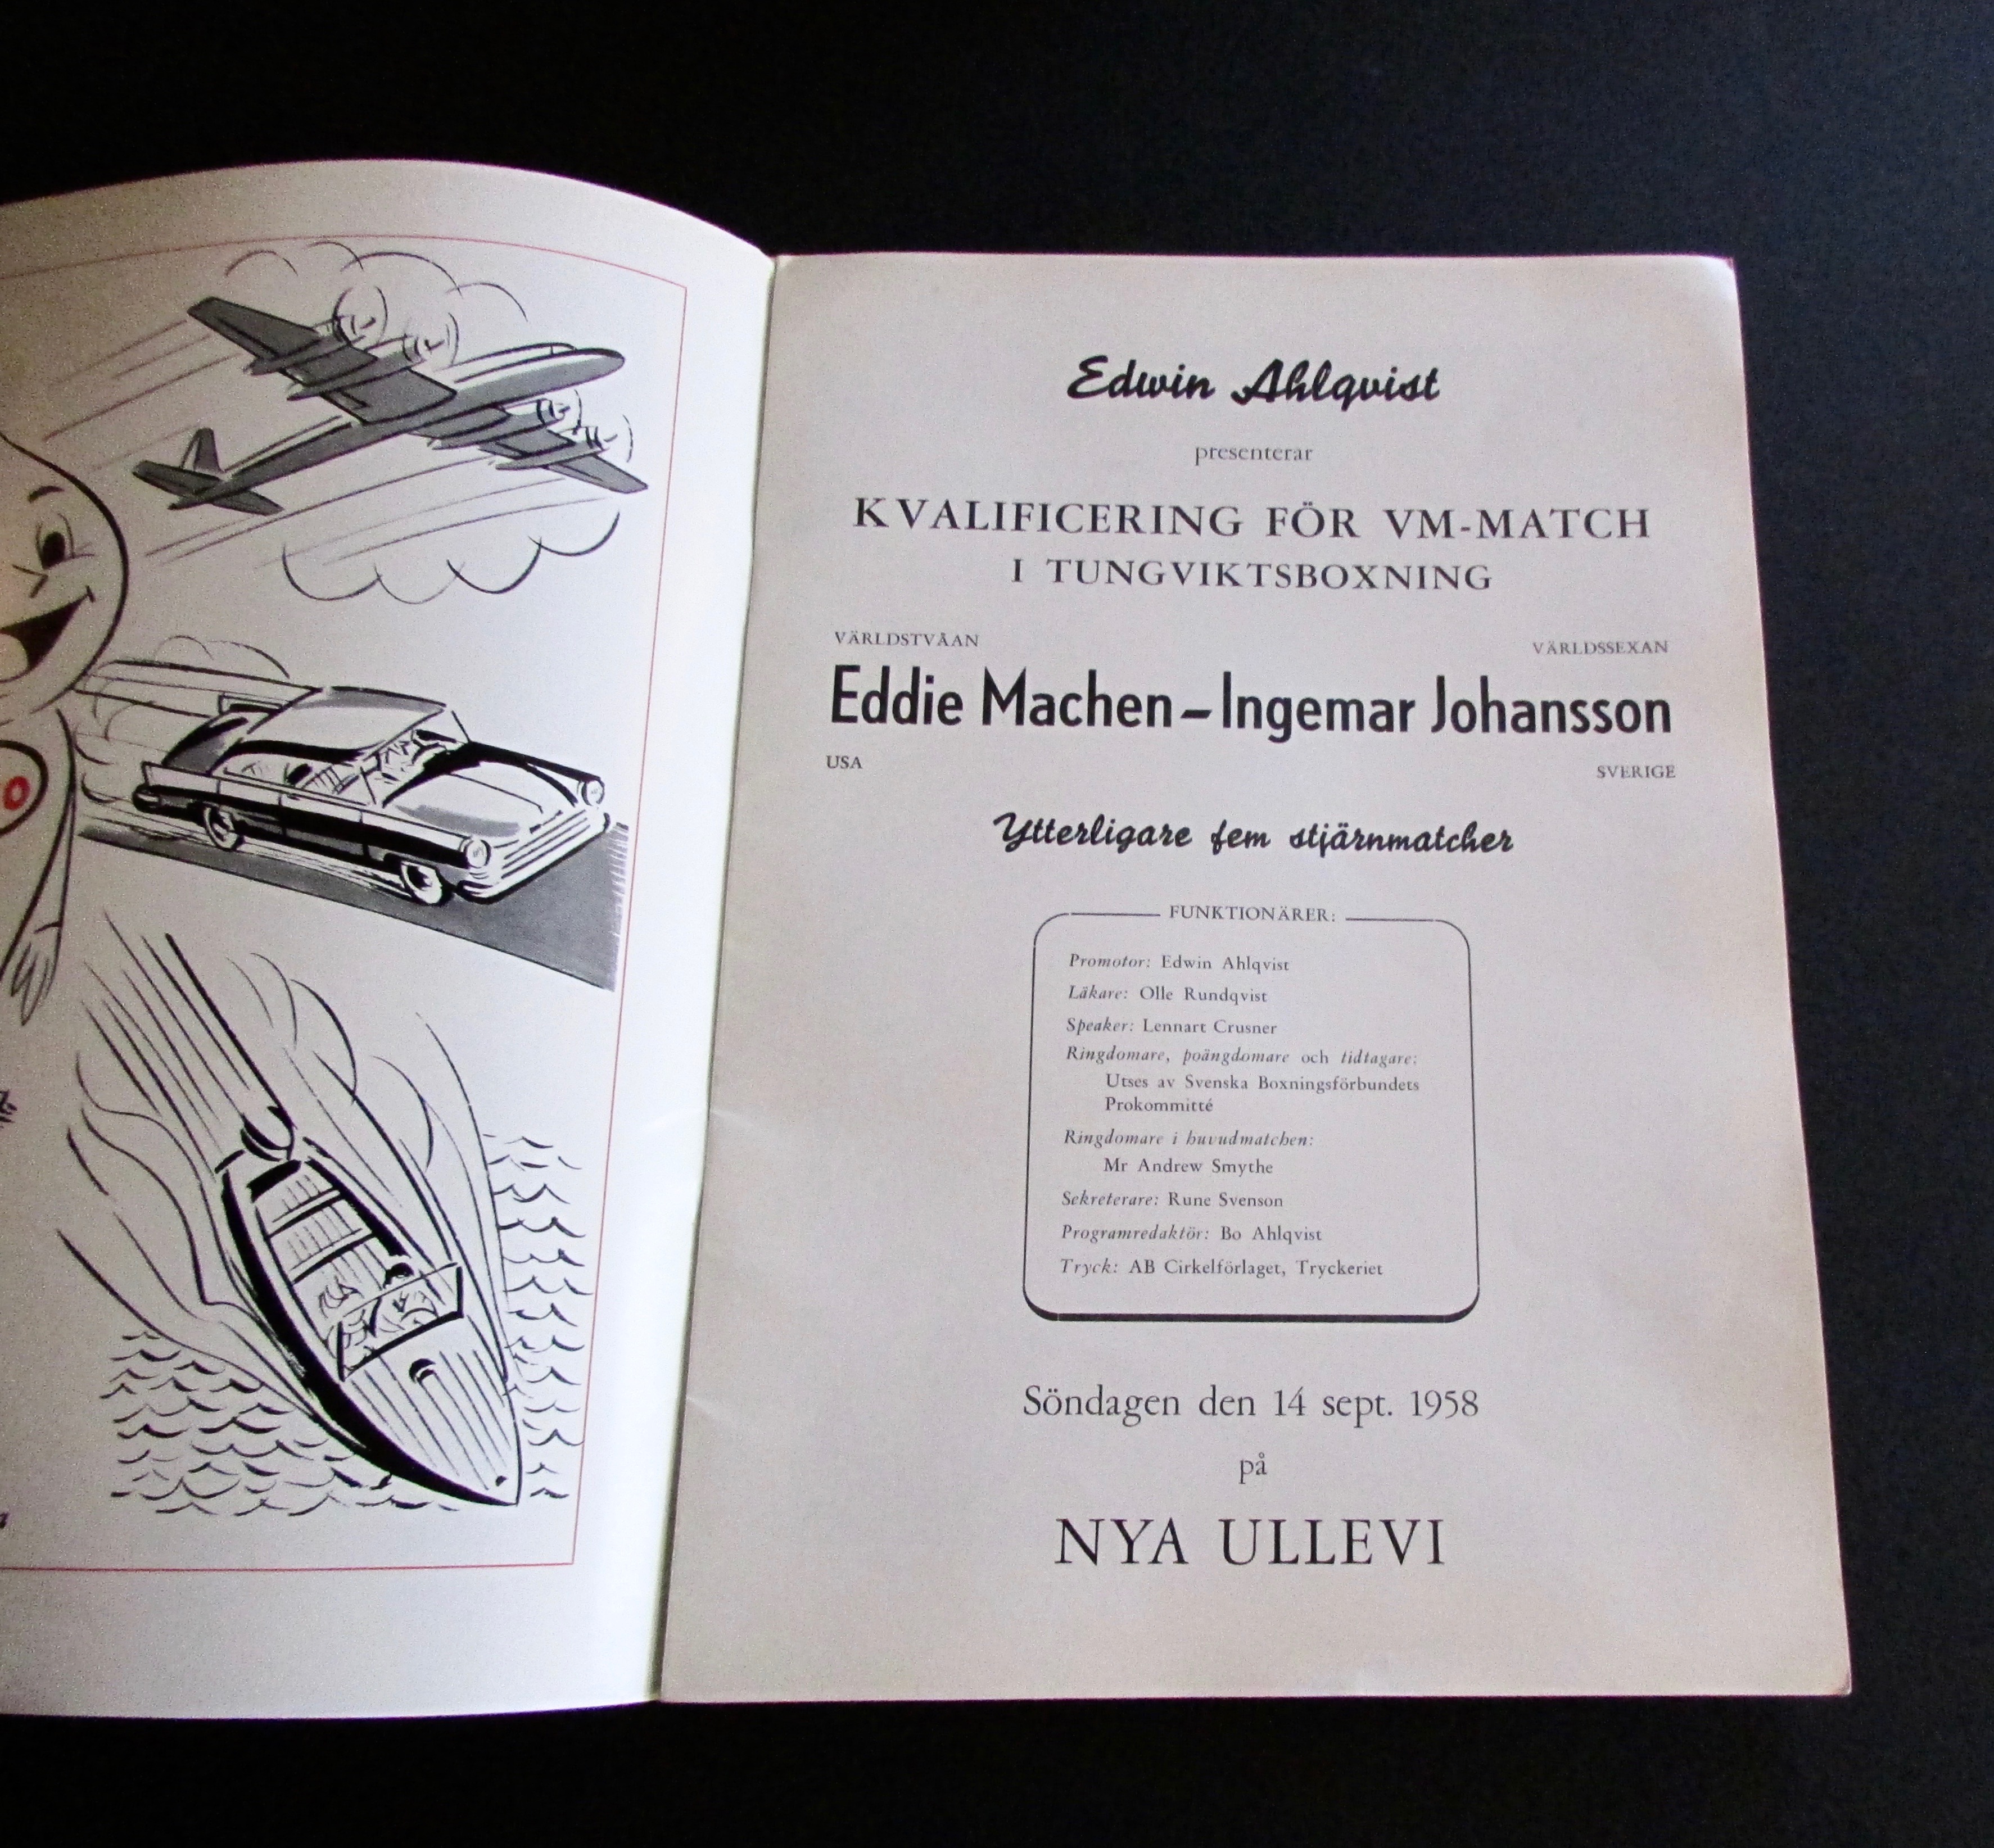 Edwin Ahlqvist
presenterar
KVALIFICERING FÖR VM-MATCH
I TUNGVIKTSBOXNING
VÄRLDSTVÅAN VÄRLDSSEXAN
Eddie Machen – Ingemar Johansson
USA SVERIGE
Ytterligare fem stjärnmatcher
FUNKTIONÄRER:
Promotor: Edwin Ahlqvist
Läkare: Olle Rundqvist
Speaker: Lennart Crusner
Ringdomare, poängdomare och tidtagare:
Utses av Svenska Boxningsförbundets
Prokommitté
Ringdomare i huvudmatchen:
Mr Andrew Smythe
Sekreterare: Rune Svenson
Programredaktör: Bo Ahlqvist
Tryck: AB Cirkelförlaget, Tryckeriet
Söndagen den 14 sept. 1958
på
NYA ULLEVI